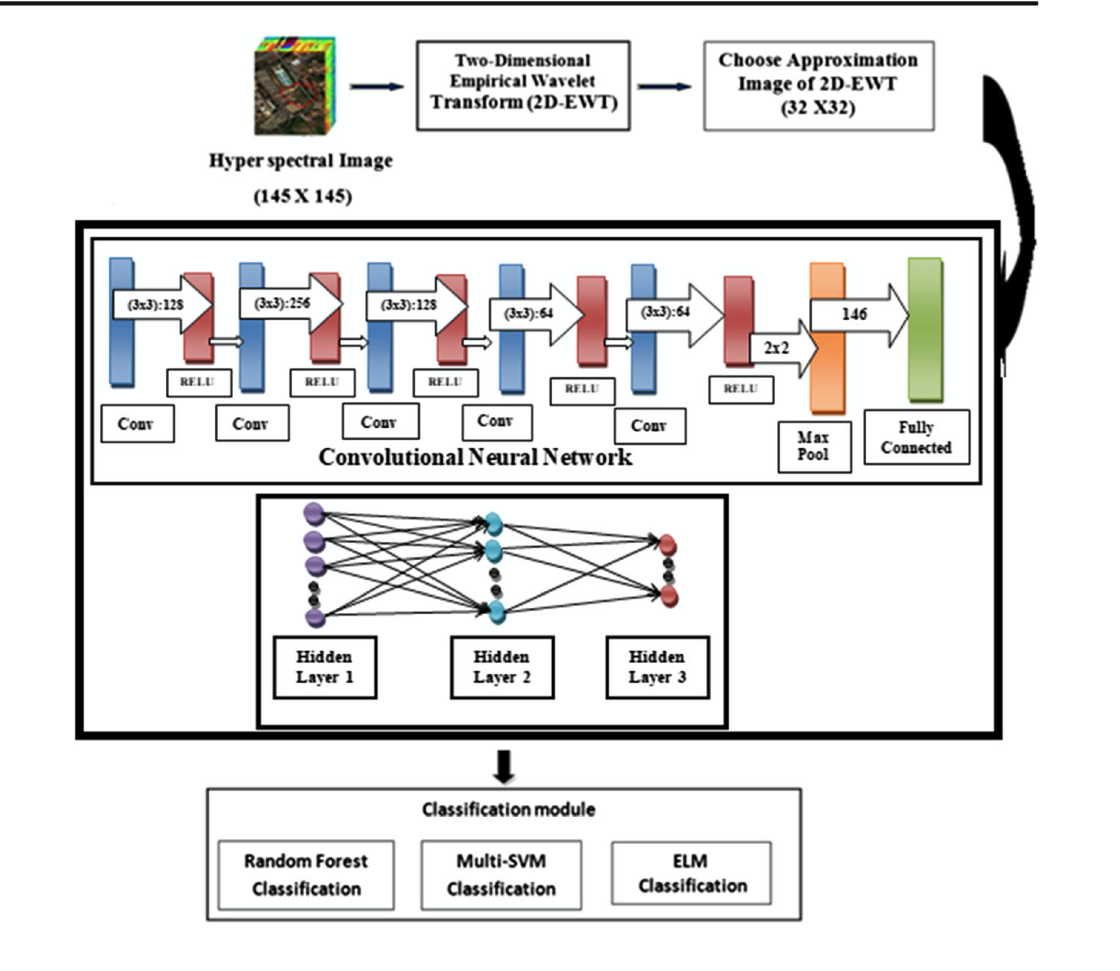 Two-Dimensional
Empirical Wavelet
Transform (2D-EWT)
Choose Approximation
Image of 2D-EWT
(32 X32)
Hyper spectral Image
(145 X 145)
(3x3):128
(3x3):256
(3x3):128
(3x3):64
(3x3):64
2x2
146
RELU
RELU
RELU
RELU
RELU
Conv
Conv
Conv
Conv
Conv
Max
Pool
Fully
Connected
Convolutional Neural Network
Hidden
Layer 1
Hidden
Layer 2
Hidden
Layer 3
Classification module
Random Forest
Classification
Multi-SVM
Classification
ELM
Classification